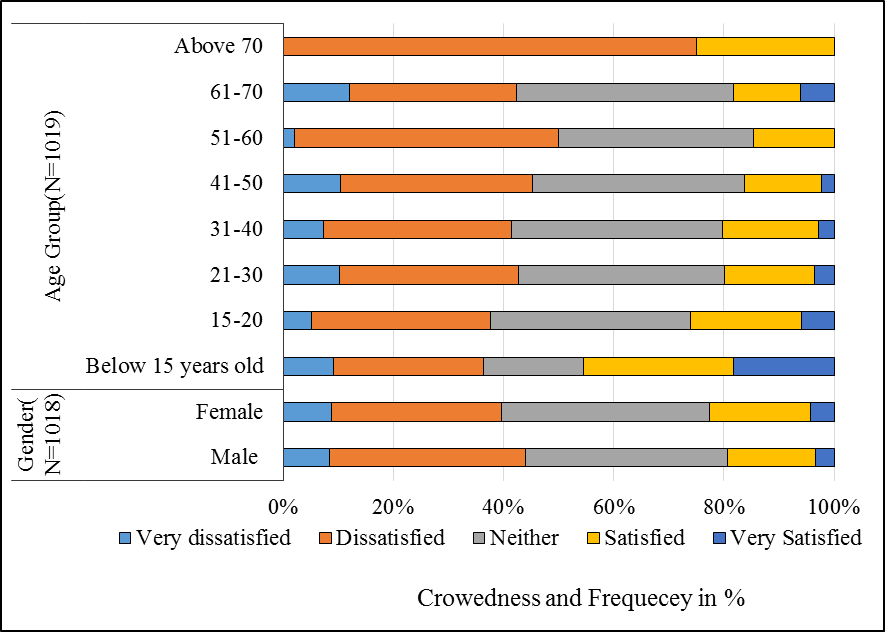 Age Group(N=1019)
Above 70
61-70
51-60
41-50
31-40
21-30
15-20
Below 15 years old
Gender(
N=1018)
Female
Male
0% 20% 40% 60% 80% 100%
Very dissatisfied Dissatisfied Neither Satisfied Very Satisfied
Crowedness and Frequecey in %